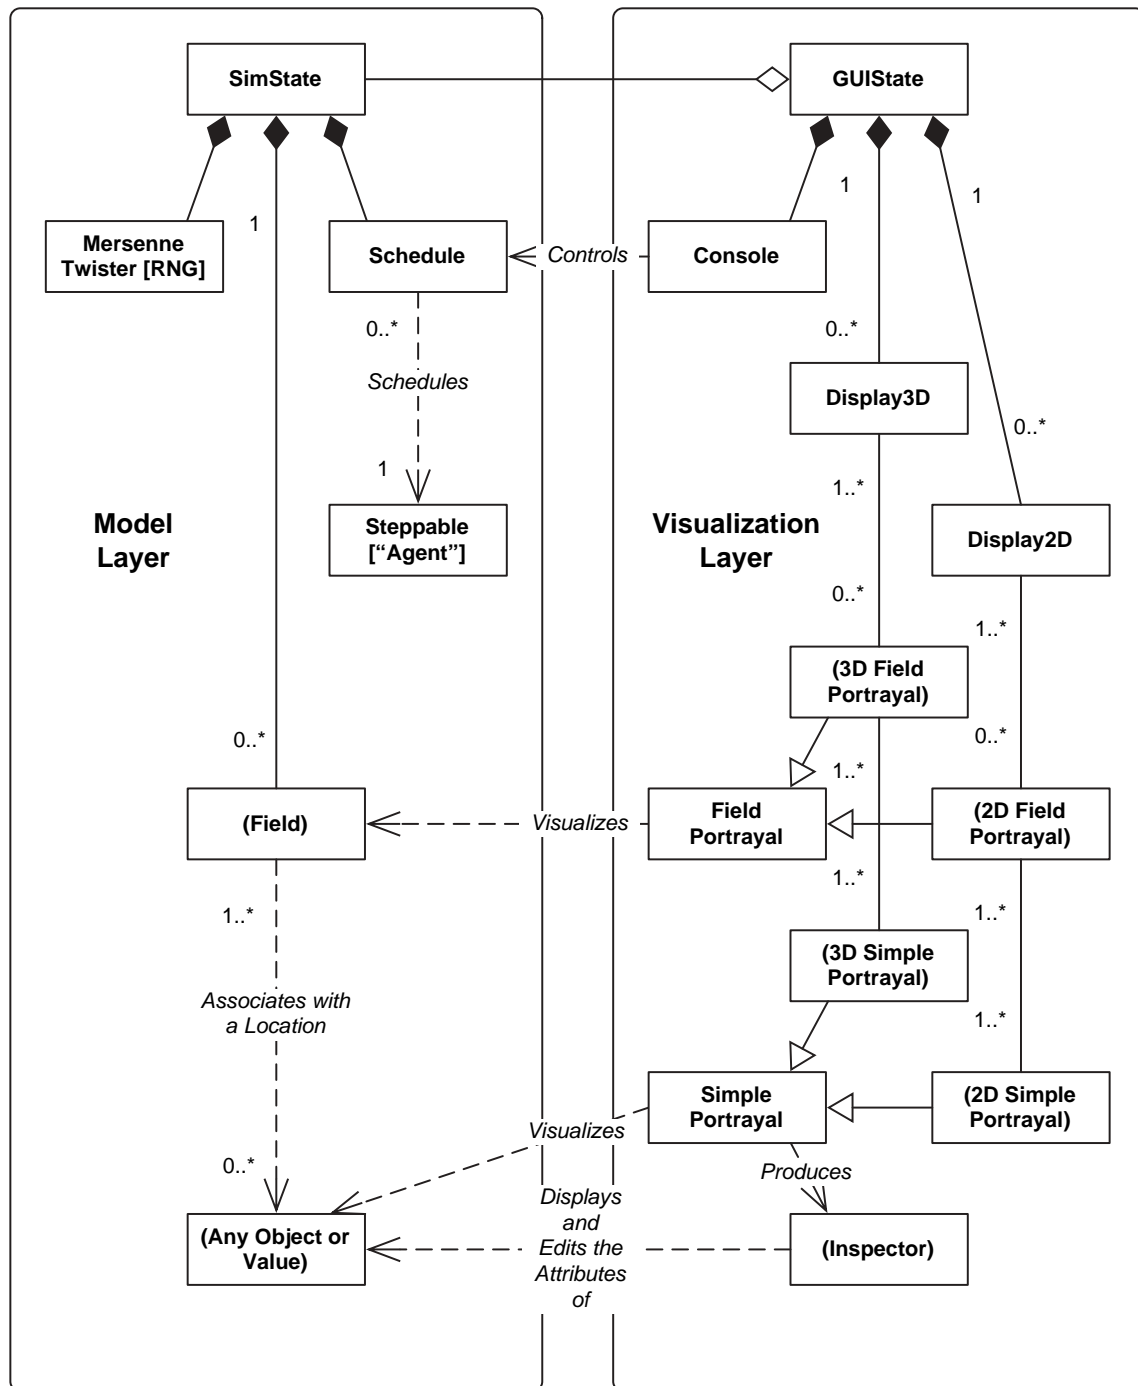 SimState
GUIState
Mersenne
Twister [RNG]
1
Schedule
Controls
Console
1
1
0..*
Schedules
1
Steppable
[“Agent”]
0..*
Display3D
0..*
1..*
Display2D
Model
Layer
Visualization
Layer
0..*
1..*
(3D Field
Portrayal)
0..*
0..*
1..*
(Field)
Visualizes
Field
Portrayal
(2D Field
Portrayal)
1..*
1..*
1..*
(3D Simple
Portrayal)
Associates with
a Location
1..*
Simple
Portrayal
(2D Simple
Portrayal)
Visualizes
0..*
Produces
Displays
and
Edits the
Attributes
of
(Any Object or
Value)
(Inspector)